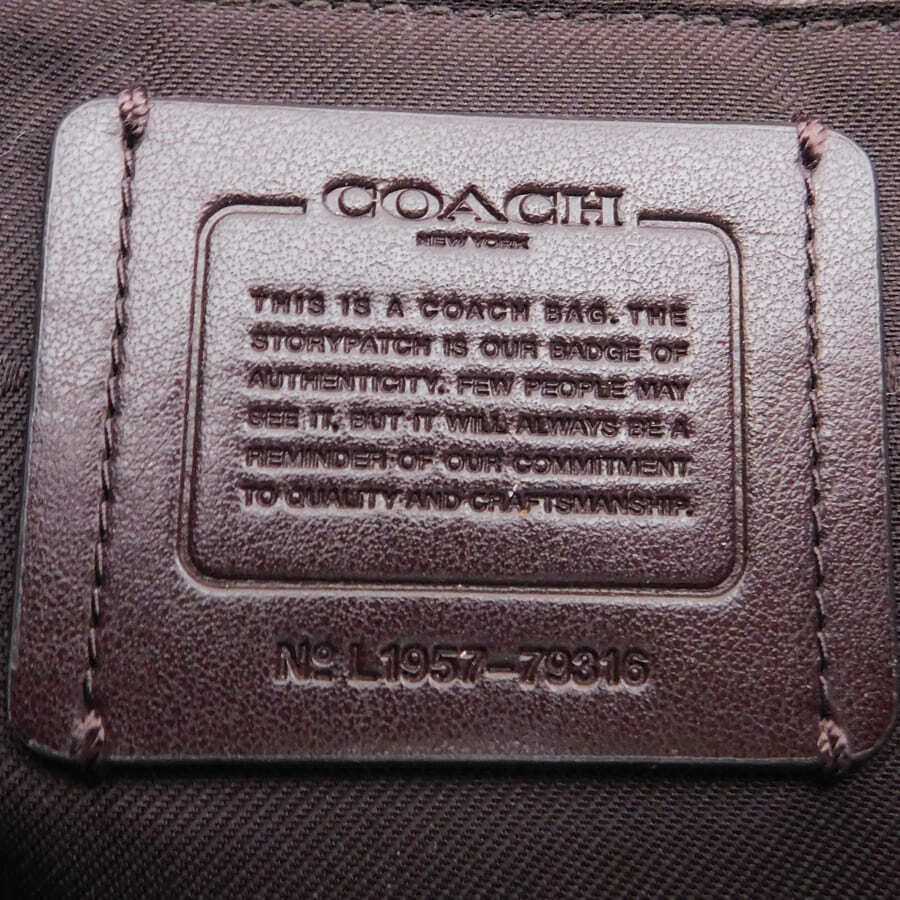 COACH
NEW YORK
THIS IS A COACH BAG. THE
STORYPATCH IS OUR BADGE OF
AUTHENTICITY. FEW PEOPLE MAY
SEE IT, BUT IT WILL ALWAYS BE A
REMINDER OF OUR COMMITMENT
TO QUALITY AND CRAFTSMANSHIP.
Nº L1957-79316